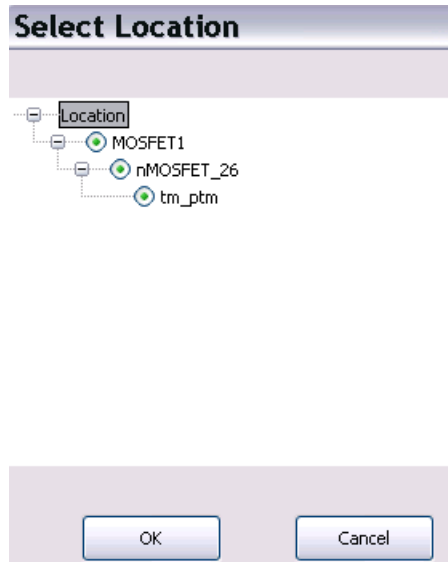 Select Location
Location
MOSFET1
nMOSFET_26
tm_ptm
OK
Cancel